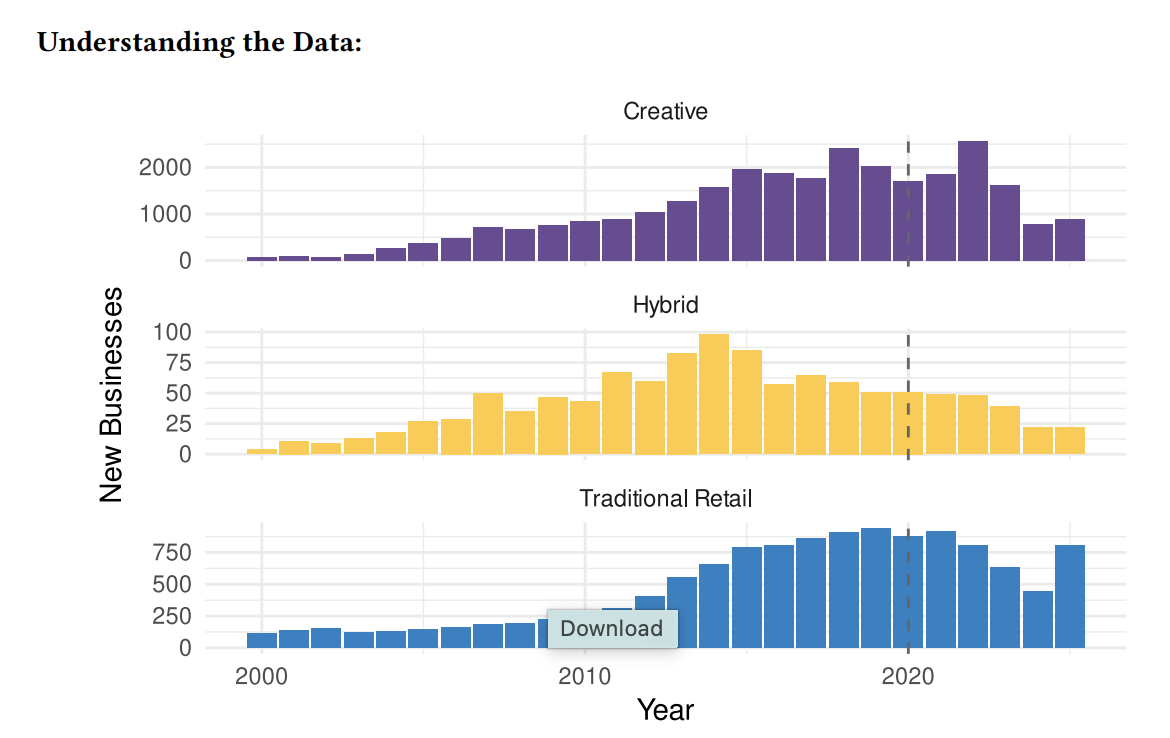 Understanding the Data:
Creative
2000
1000
0
Hybrid
100
75
50
25
0
New Businesses
Traditional Retail
750
500
250
0
Download
2000 2010 2020
Year